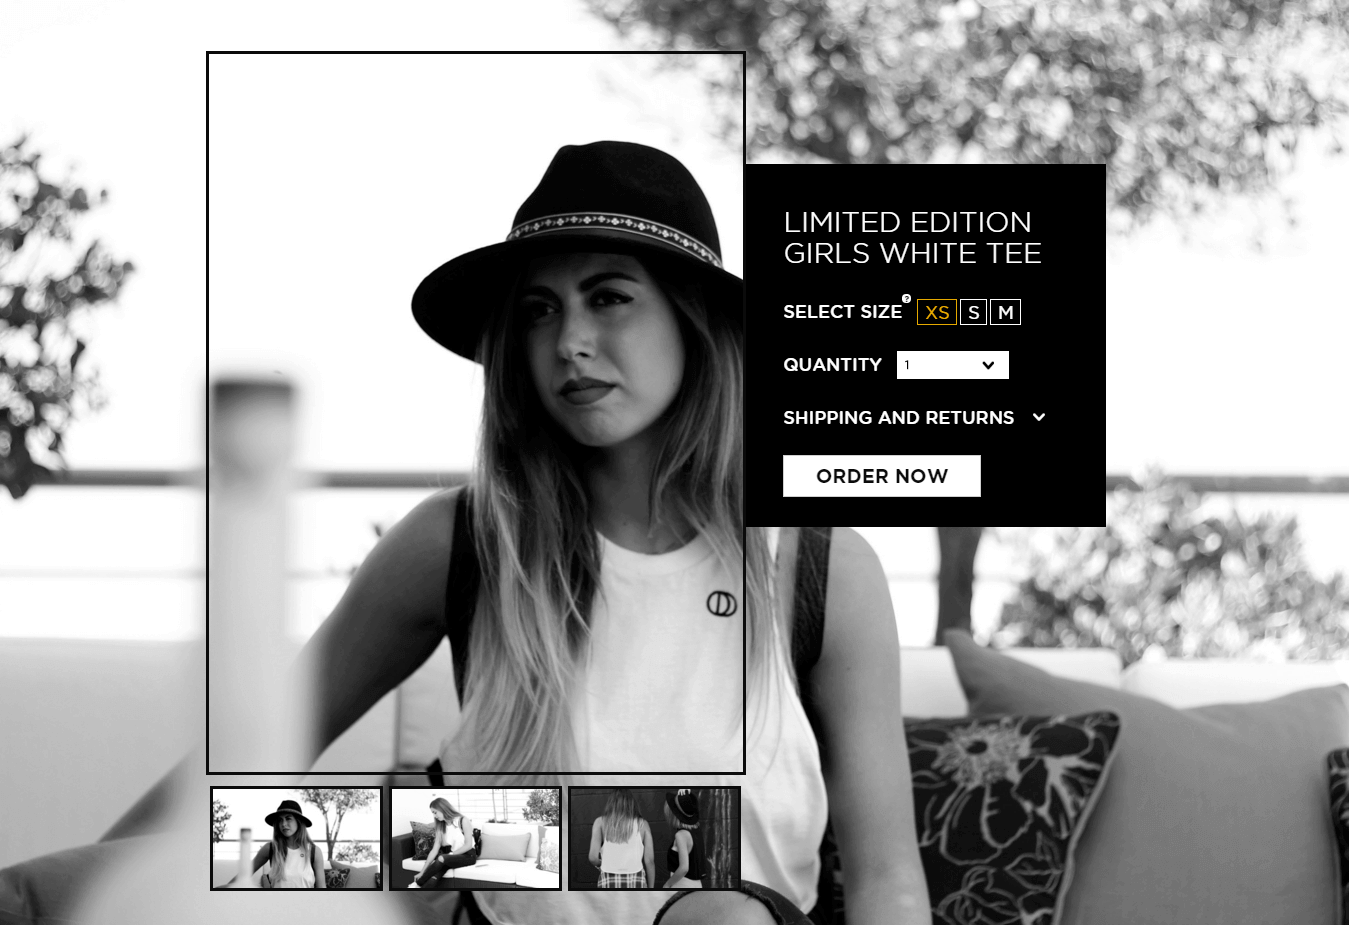 LIMITED EDITION
GIRLS WHITE TEE
SELECT SIZE ? XS S M
QUANTITY 1
SHIPPING AND RETURNS
ORDER NOW